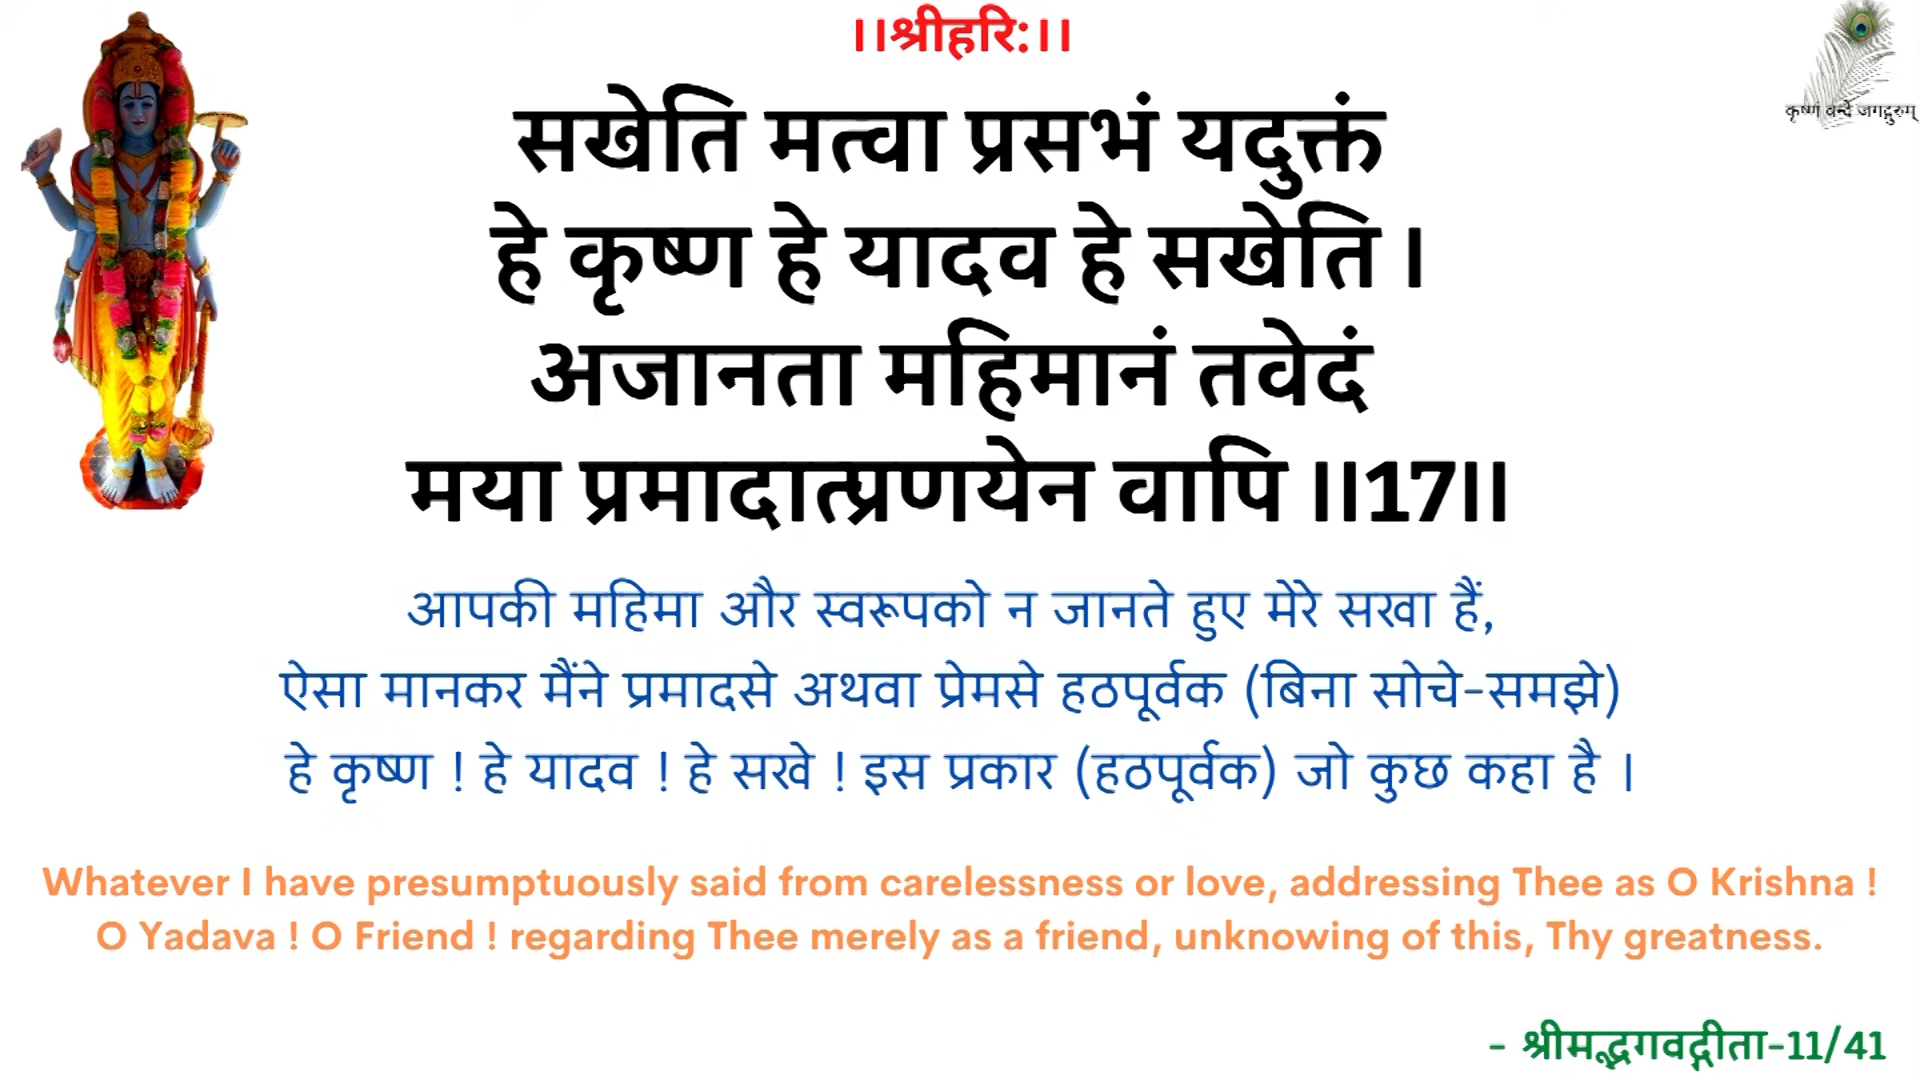 ।।श्रीहरि:।।
कृष्णं वन्दे जगद्गुरुम्
सखेति मत्वा प्रसभं यदुक्तं
हे कृष्ण हे यादव हे सखेति ।
अजानता महिमानं तवेदं
मया प्रमादात्प्रणयेन वापि ।।17।।
आपकी महिमा और स्वरूपको न जानते हुए मेरे सखा हैं,
ऐसा मानकर मैंने प्रमादसे अथवा प्रेमसे हठपूर्वक (बिना सोचे-समझे)
हे कृष्ण ! हे यादव ! हे सखे ! इस प्रकार (हठपूर्वक) जो कुछ कहा है ।
Whatever I have presumptuously said from carelessness or love, addressing Thee as O Krishna !
O Yadava ! O Friend ! regarding Thee merely as a friend, unknowing of this, Thy greatness.
- श्रीमद्भगवद्गीता-11/41